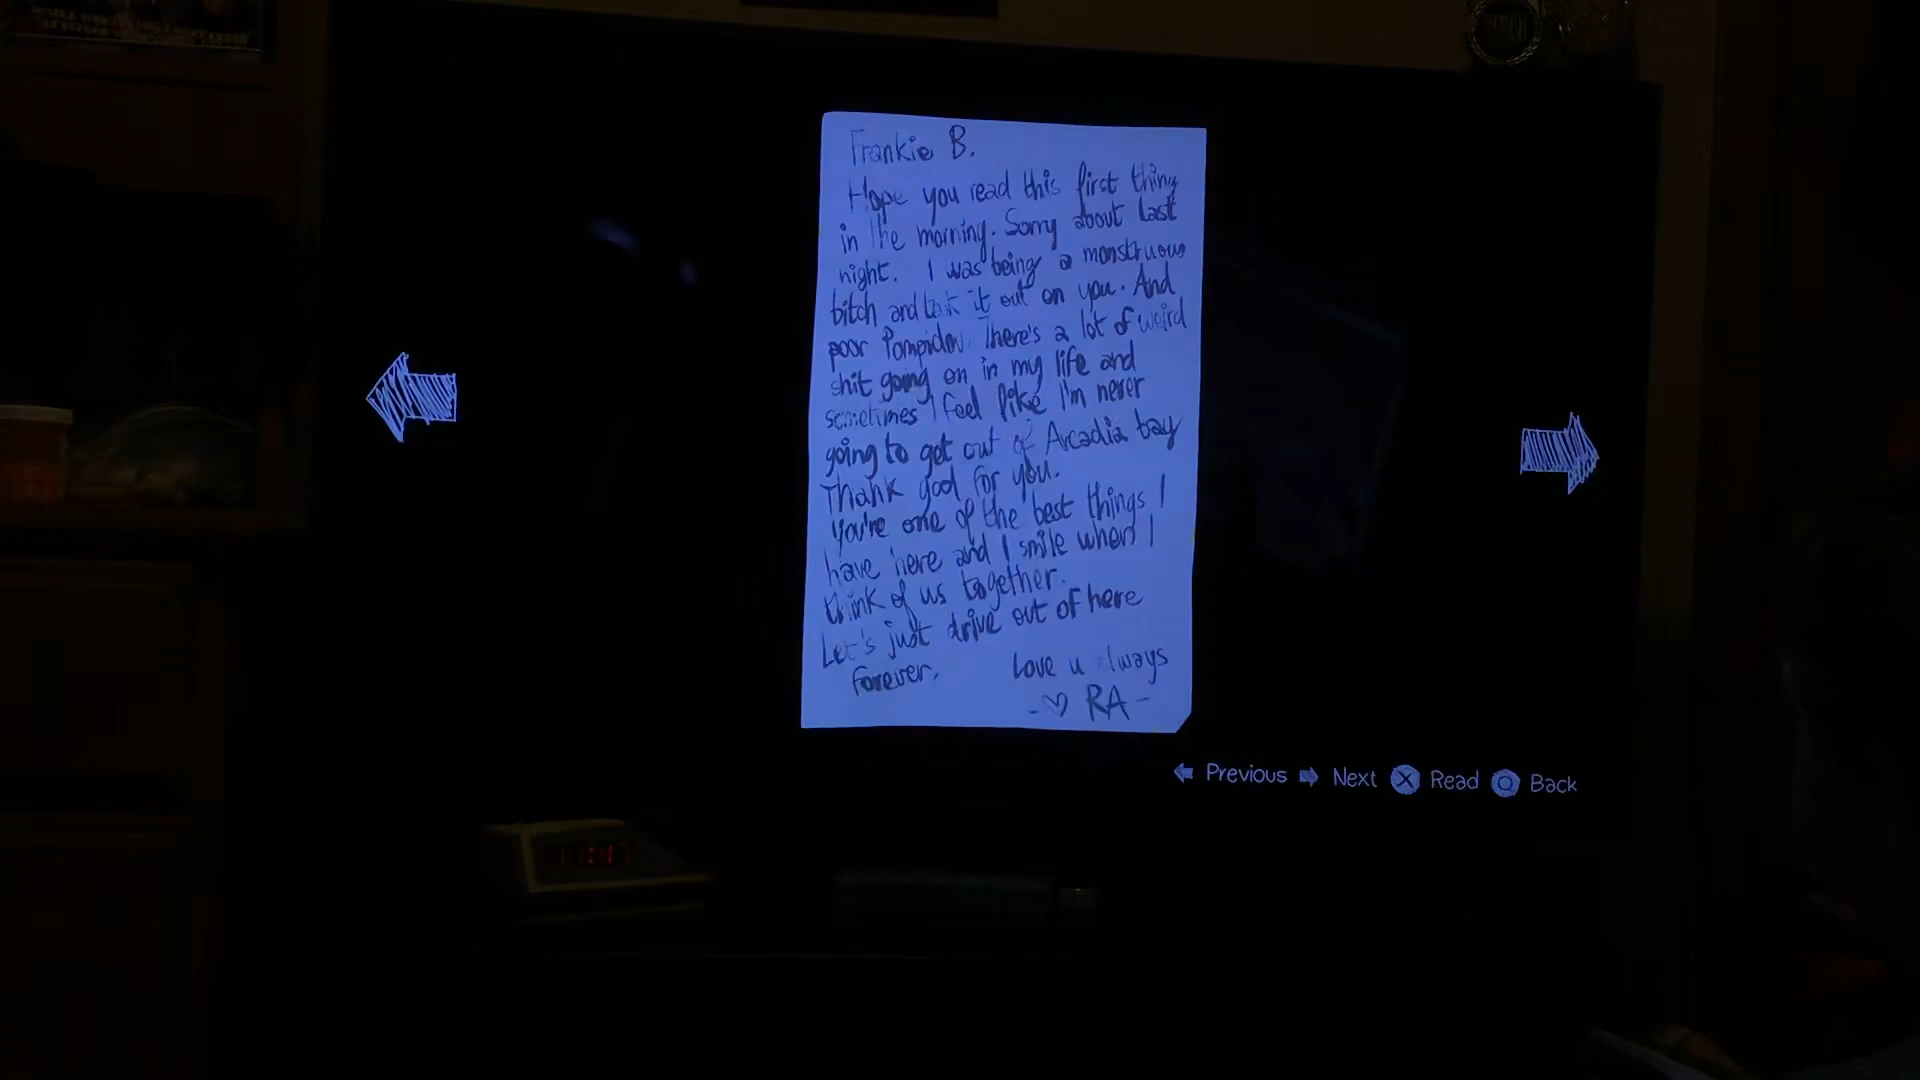 Frankie B.
Hope you read this first thing
in the morning. Sorry about last
night. I was being a monstruous
bitch and took it out on you. And
poor Pompidou. There's a lot of weird
shit going on in my life and
sometimes I feel like I'm never
going to get out of Arcadia bay
Thank god for you.
You're one of the best things I
have here and I smile when I
think of us together.
Let's just drive out of here
forever.
Love u always
-♡ RA-
Previous Next X Read O Back